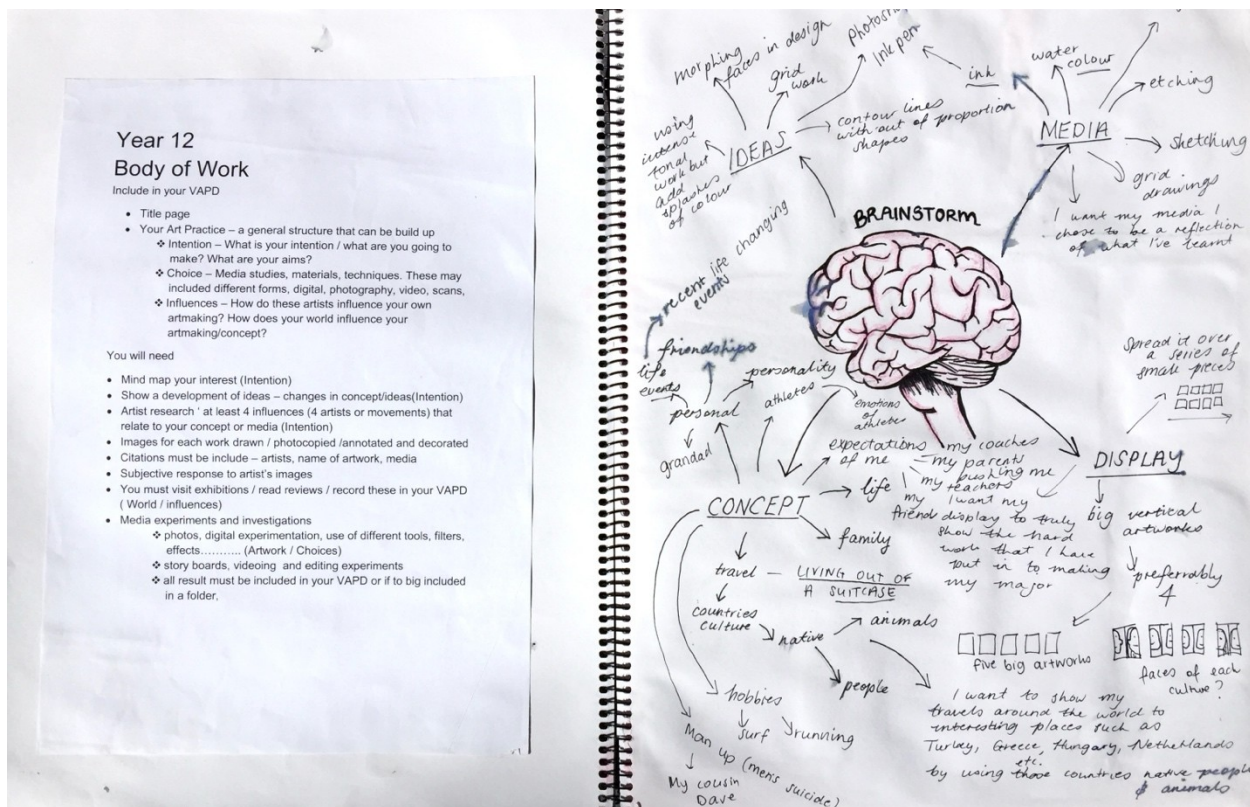 Year 12
Body of Work
Include in your VAPD
• Title page
• Your Art Practice – a general structure that can be build up
❖ Intention – What is your intention / what are you going to
make? What are your aims?
❖ Choice – Media studies, materials, techniques. These may
included different forms, digital, photography, video, scans,
❖ Influences – How do these artists influence your own
artmaking? How does your world influence your
artmaking/concept?
You will need
• Mind map your interest (Intention)
• Show a development of ideas – changes in concept/ideas(Intention)
• Artist research ' at least 4 influences (4 artists or movements) that
relate to your concept or media (Intention)
• Images for each work drawn / photocopied /annotated and decorated
• Citations must be include – artists, name of artwork, media
• Subjective response to artist's images
• You must visit exhibitions / read reviews / record these in your VAPD
( World / influences)
• Media experiments and investigations
❖ photos, digital experimentation, use of different tools, filters,
effects……….. (Artwork / Choices)
❖ story boards, videoing and editing experiments
❖ all result must be included in your VAPD or if to big included
in a folder.
BRAINSTORM
IDEAS
morphing
faces in design
grid
work
Ink pen
contour lines
with out of proportion
shapes
using
intense
tonal
work but
add
splashes
of colour
MEDIA
ink
water
colour
etching
sketching
grid
drawings
I want my media I
chose to be a reflection
of what I've learnt
recent life changing
events
friendships
life
events
personal
personality
grandad
athletes
emotions
of
athletes
CONCEPT
expectations
of me
my coaches
my parents
pushing me
my teachers
my
friend
life
family
travel – LIVING OUT OF
A SUITCASE
countries
culture
native
animals
people
hobbies
surf
running
Man up (mens suicide)
My cousin
Dave
DISPLAY
Spread it over
a series of
small pieces
I want my
display to truly
show the hard
work that I have
put in to making
my major
big vertical
artworks
preferrably
4
five big artworks
faces of each
culture?
I want to show my
travels around the world to
interesting places such as
Turkey, Greece, Hungary, Netherlands
etc.
by using those countries native people
& animals